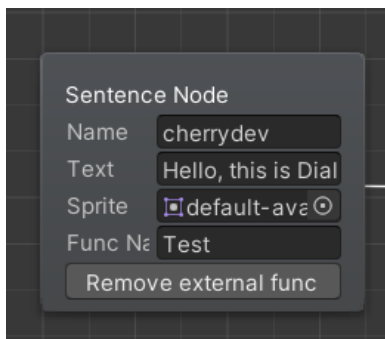 Sentence Node
Name cherrydev
Text Hello, this is Dial
Sprite default-ava
Func Na Test
Remove external func